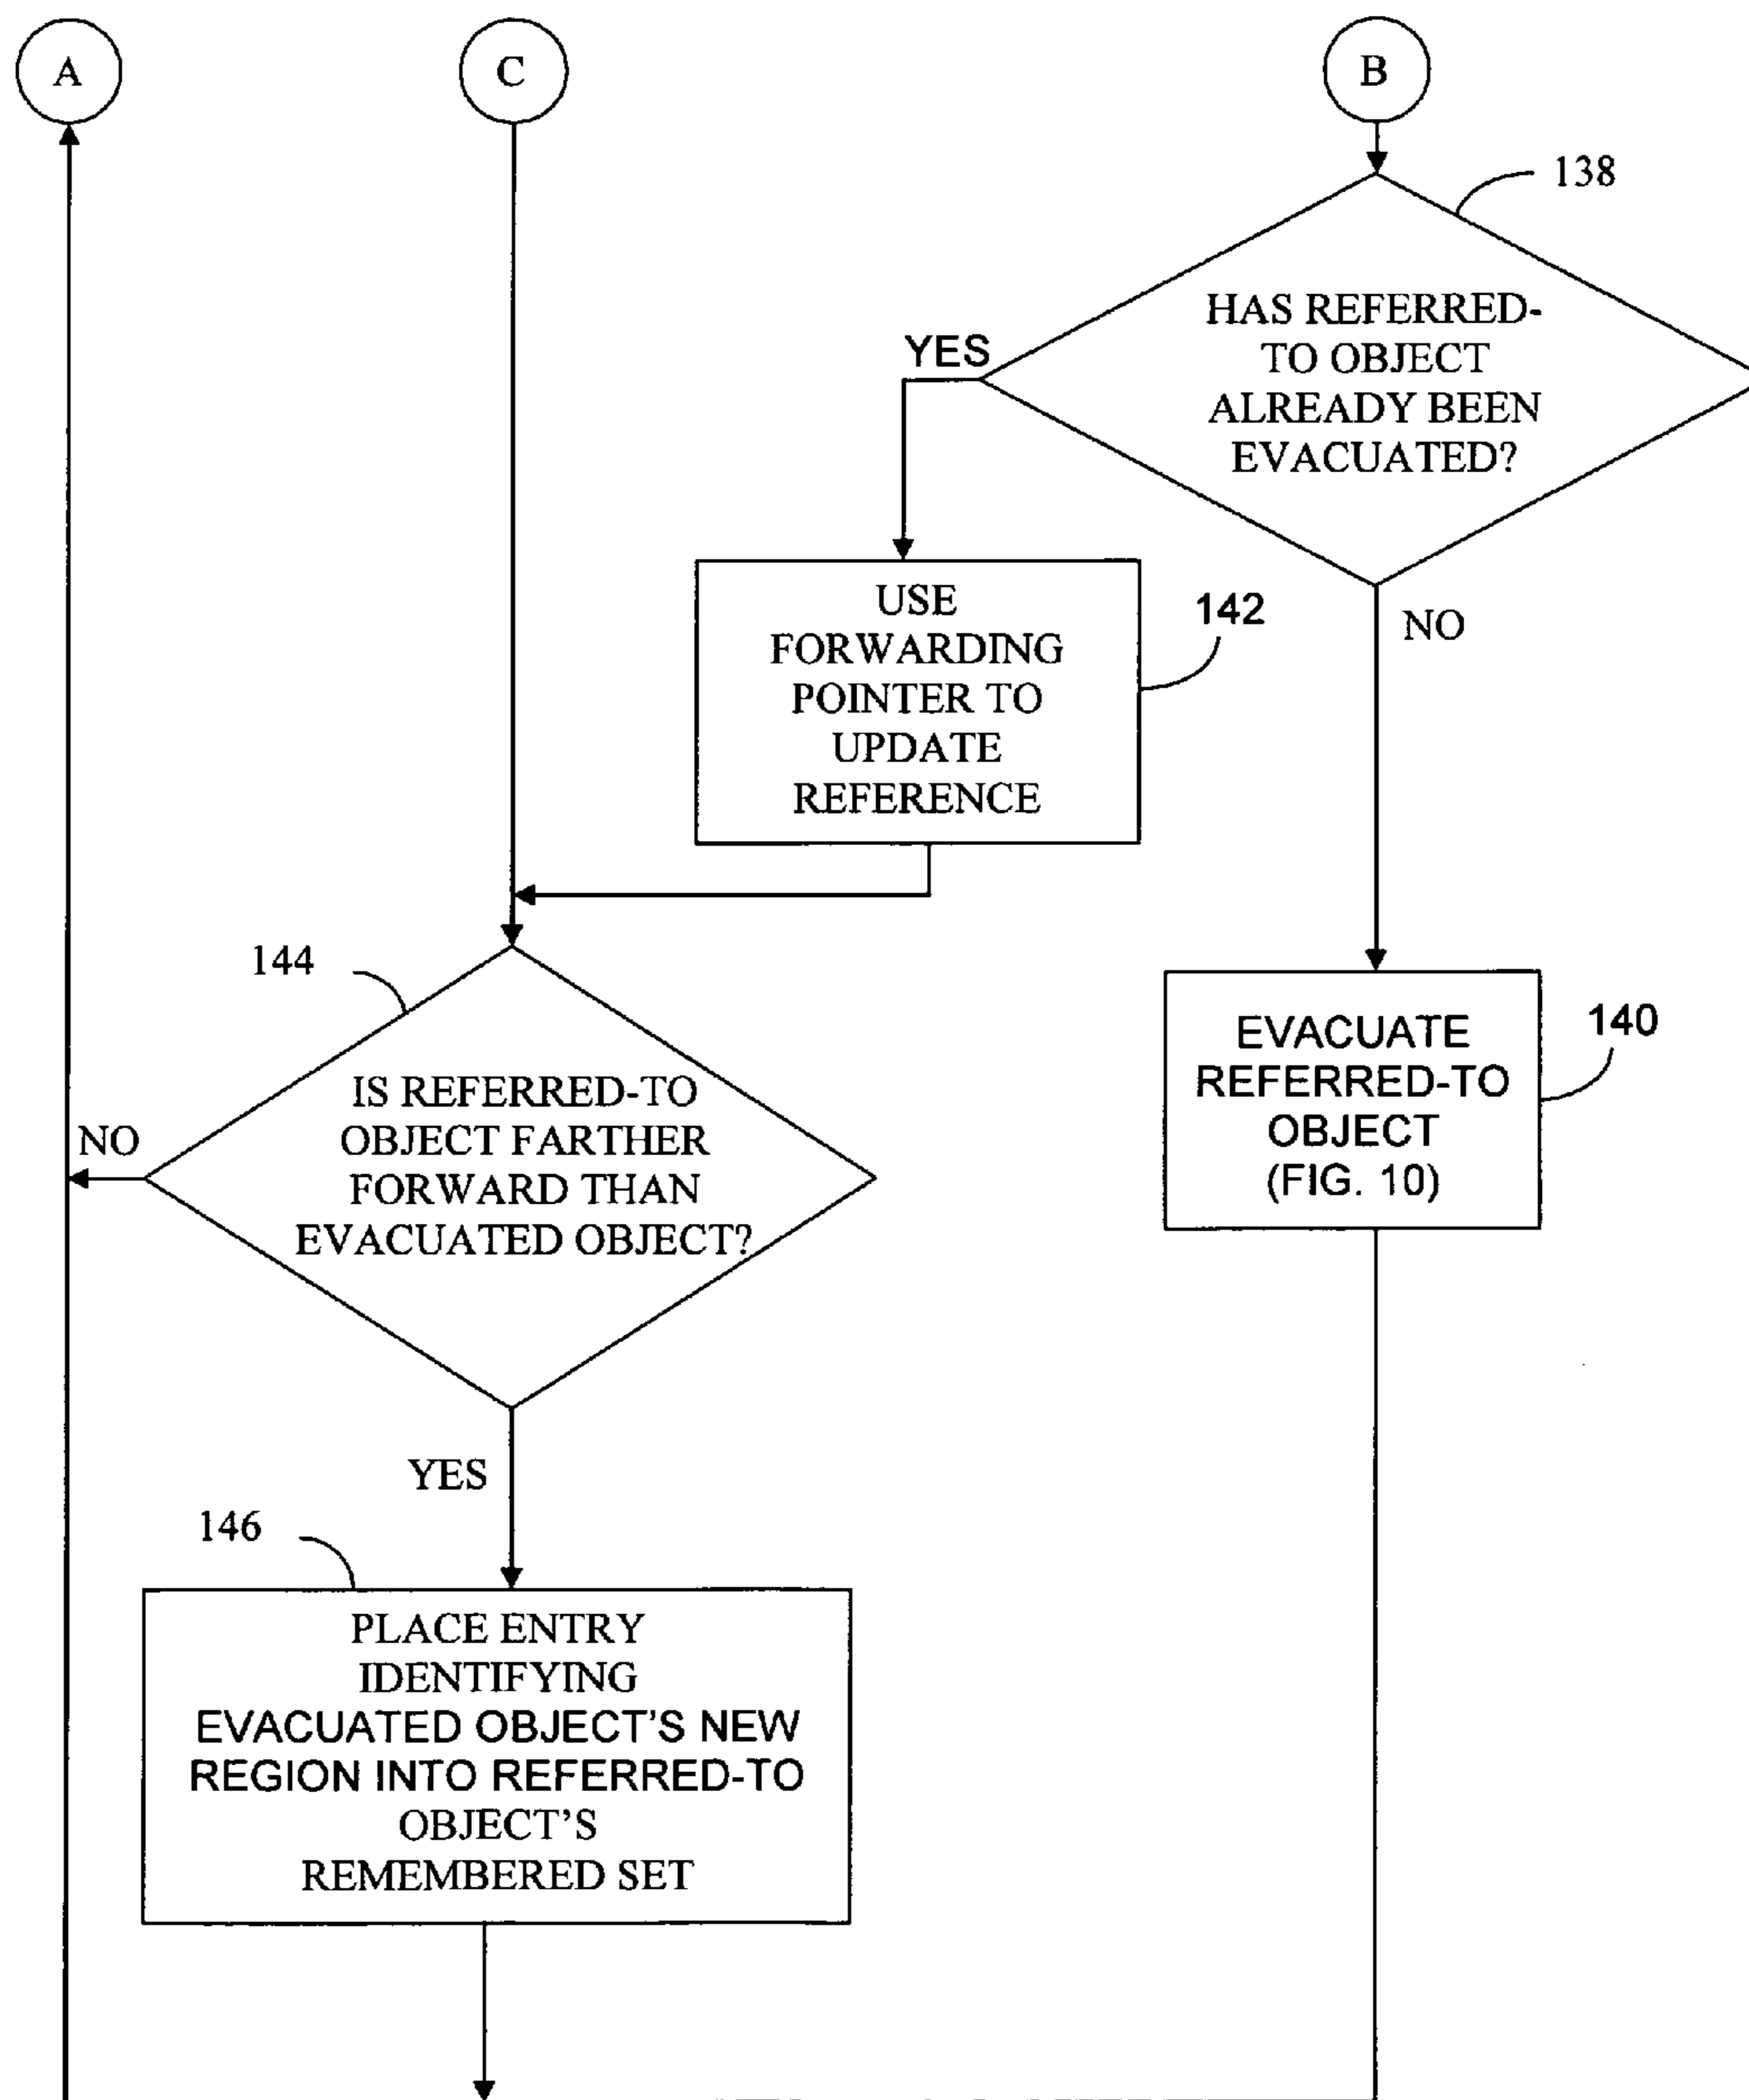 A
C
B
138
HAS REFERRED-
TO OBJECT
ALREADY BEEN
EVACUATED?
YES
NO
USE
FORWARDING
POINTER TO
UPDATE
REFERENCE
142
144
IS REFERRED-TO
OBJECT FARTHER
FORWARD THAN
EVACUATED OBJECT?
NO
EVACUATE
REFERRED-TO
OBJECT
(FIG. 10)
140
YES
146
PLACE ENTRY
IDENTIFYING
EVACUATED OBJECT'S NEW
REGION INTO REFERRED-TO
OBJECT'S
REMEMBERED SET